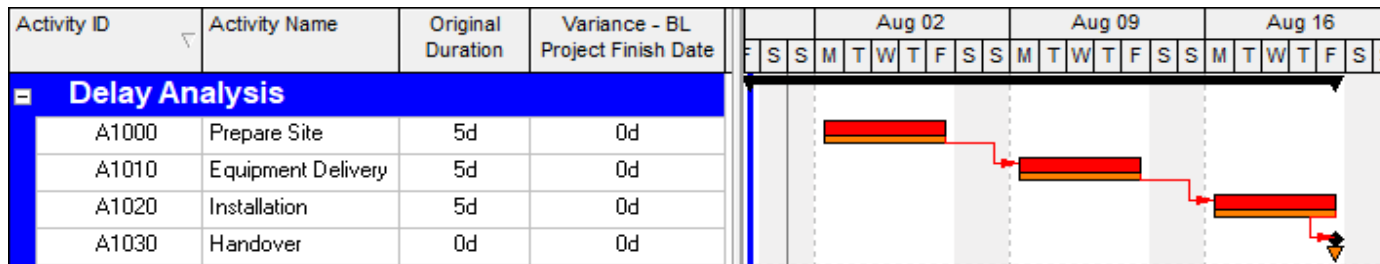 Activity ID Activity Name Original Duration Variance - BL Project Finish Date Aug 02 Aug 09 Aug 16
F S S M T W T F S S M T W T F S S M T W T F S
Delay Analysis
A1000 Prepare Site 5d 0d
A1010 Equipment Delivery 5d 0d
A1020 Installation 5d 0d
A1030 Handover 0d 0d